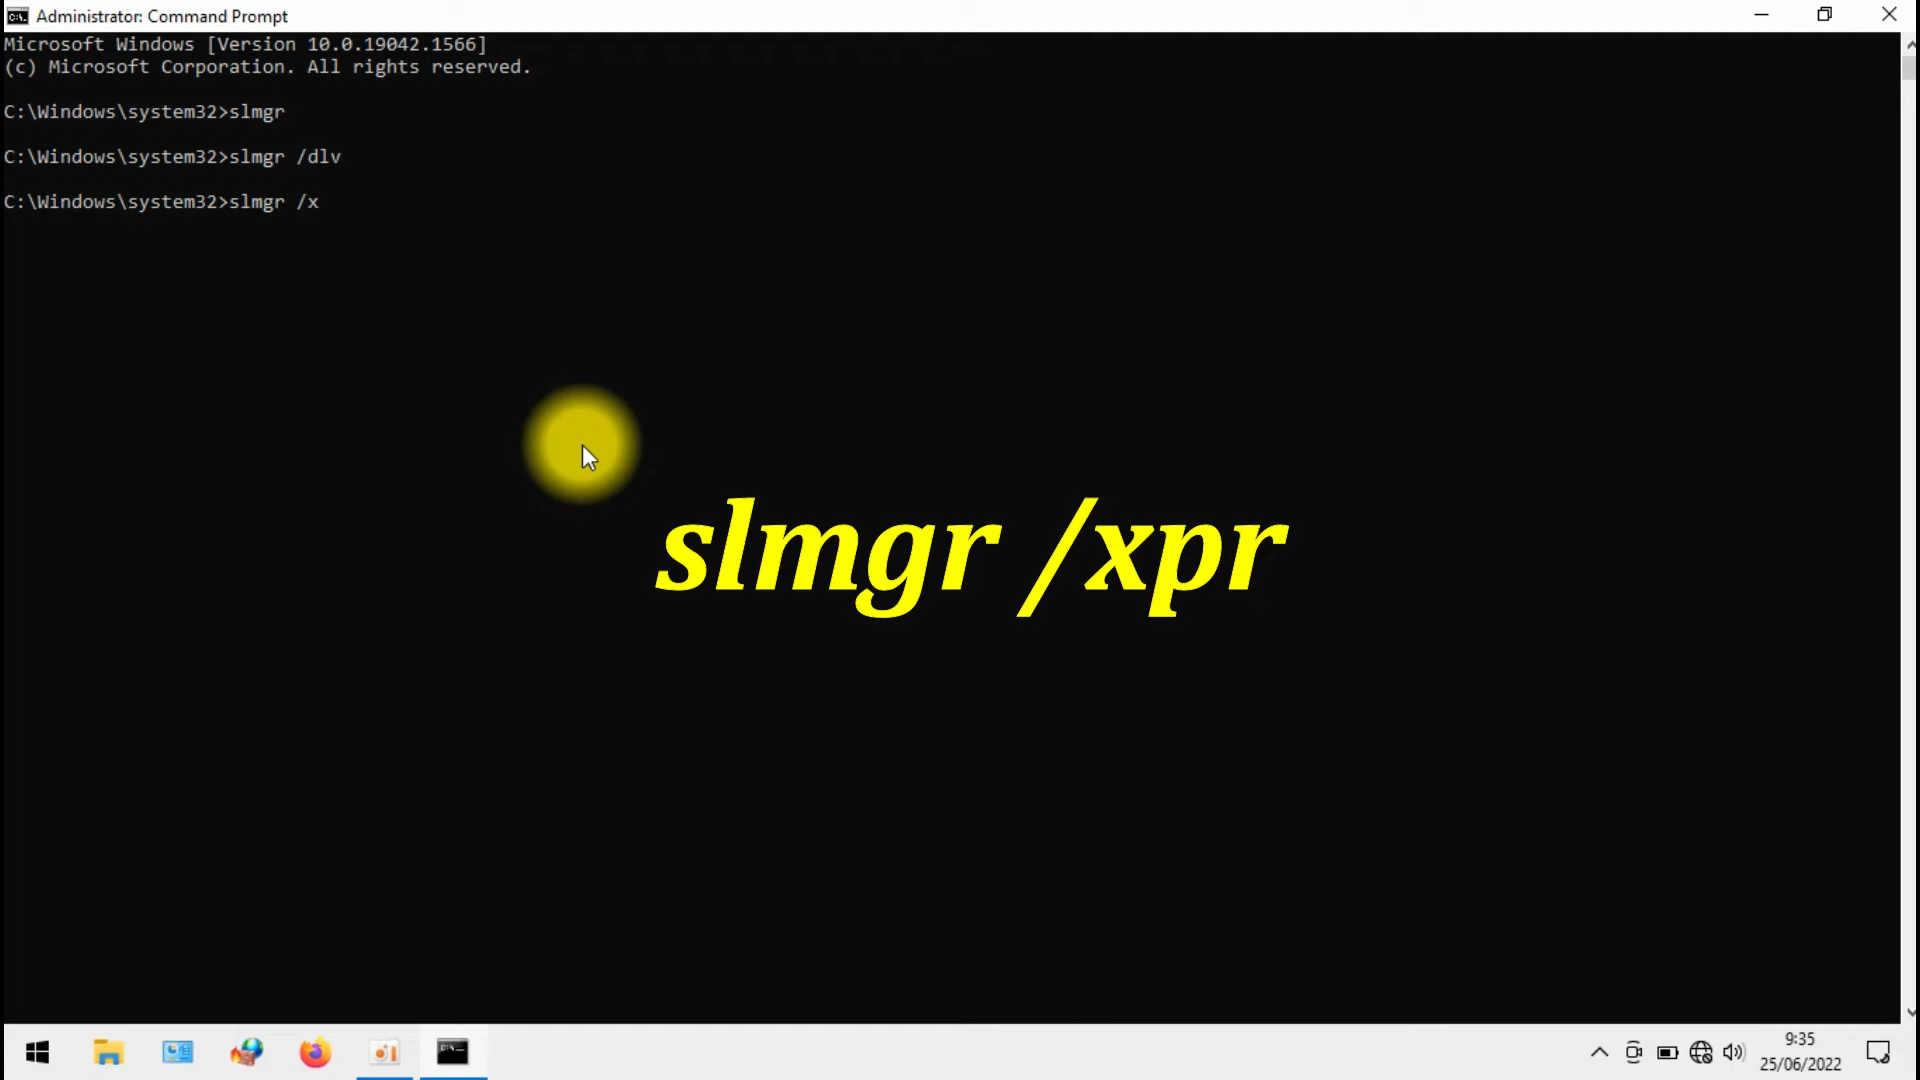 Administrator: Command Prompt
Microsoft Windows [Version 10.0.19042.1566]
(c) Microsoft Corporation. All rights reserved.
C:\Windows\system32>slmgr
C:\Windows\system32>slmgr /dlv
C:\Windows\system32>slmgr /x
slmgr /xpr
9:35
25/06/2022